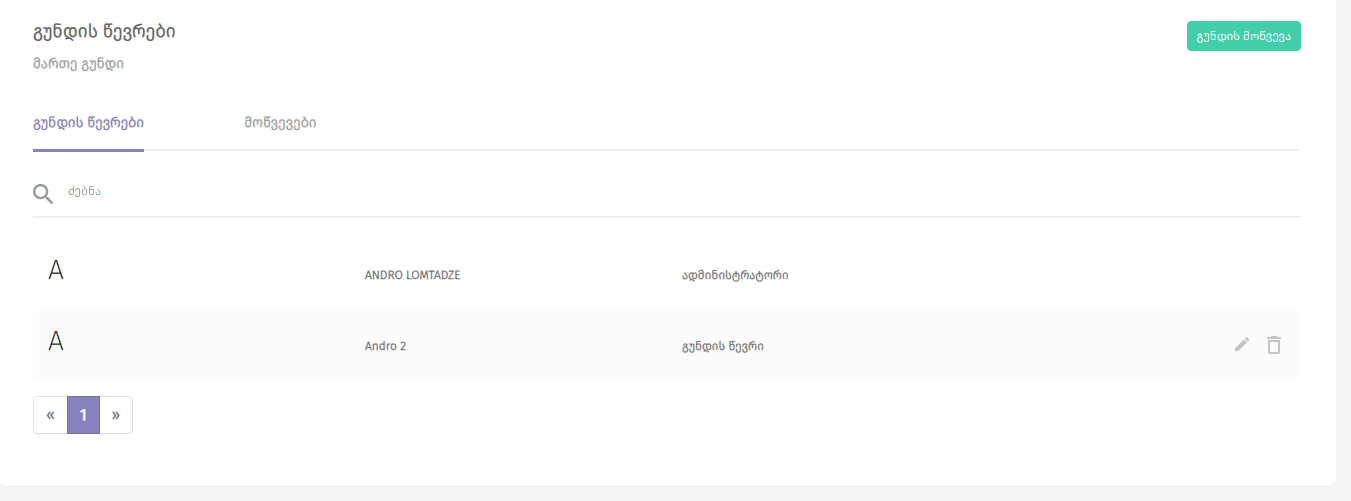 გუნდის წევრები
გუნდის მოწვევა
მართე გუნდი
გუნდის წევრები მოწვევები
ძებნა
A ANDRO LOMTADZE ადმინისტრატორი
A Andro 2 გუნდის წევრი
« 1 »